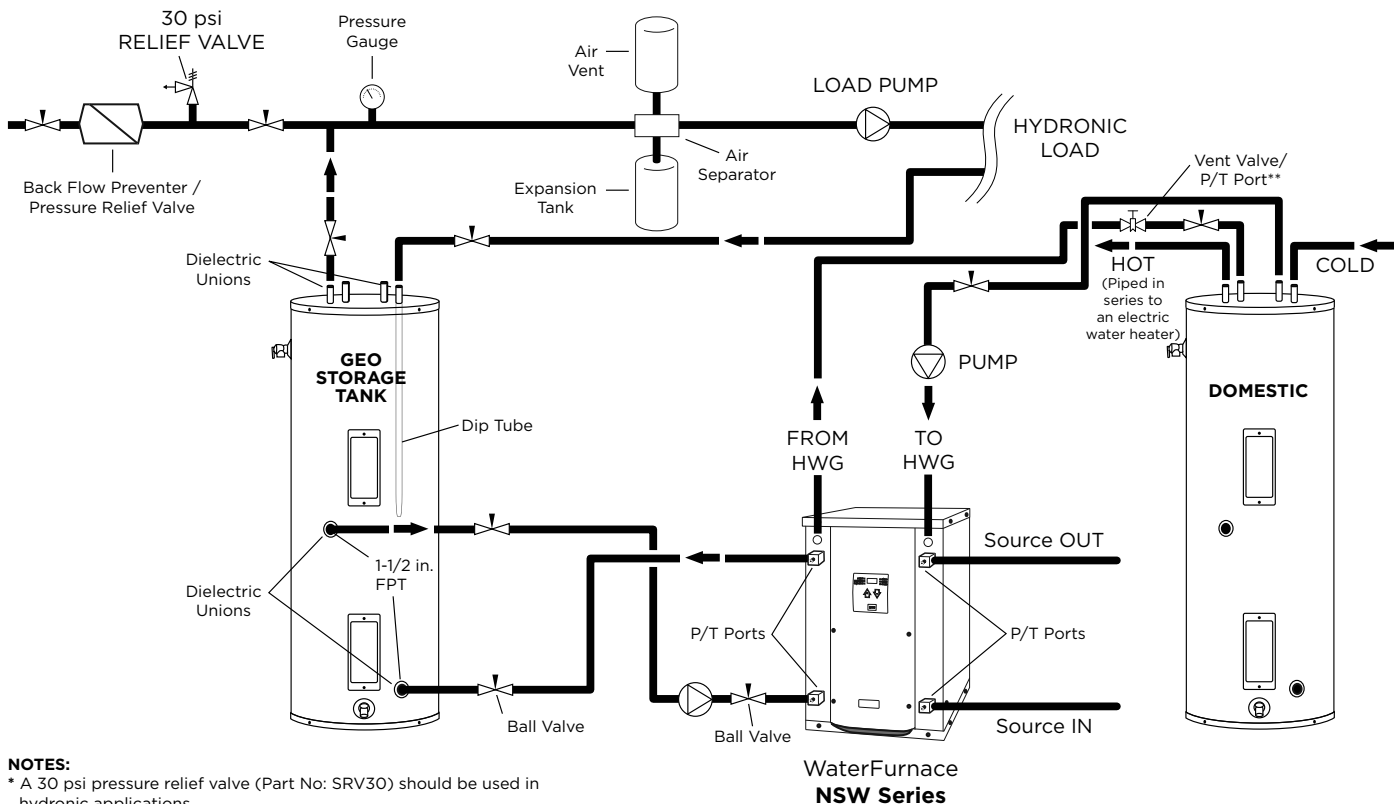 30 psi
RELIEF VALVE
Pressure
Gauge
Air
Vent
LOAD PUMP
HYDRONIC
LOAD
Back Flow Preventer /
Pressure Relief Valve
Expansion
Tank
Air
Separator
Vent Valve/
P/T Port**
Dielectric
Unions
HOT
(Piped in
series to
an electric
water heater)
COLD
GEO
STORAGE
TANK
PUMP
DOMESTIC
Dip Tube
FROM
HWG
TO
HWG
1-1/2 in.
FPT
Dielectric
Unions
Source OUT
P/T Ports
P/T Ports
Ball Valve
Ball Valve
Source IN
NOTES:
* A 30 psi pressure relief valve (Part No: SRV30) should be used in
hydronic applications.
WaterFurnace
NSW Series